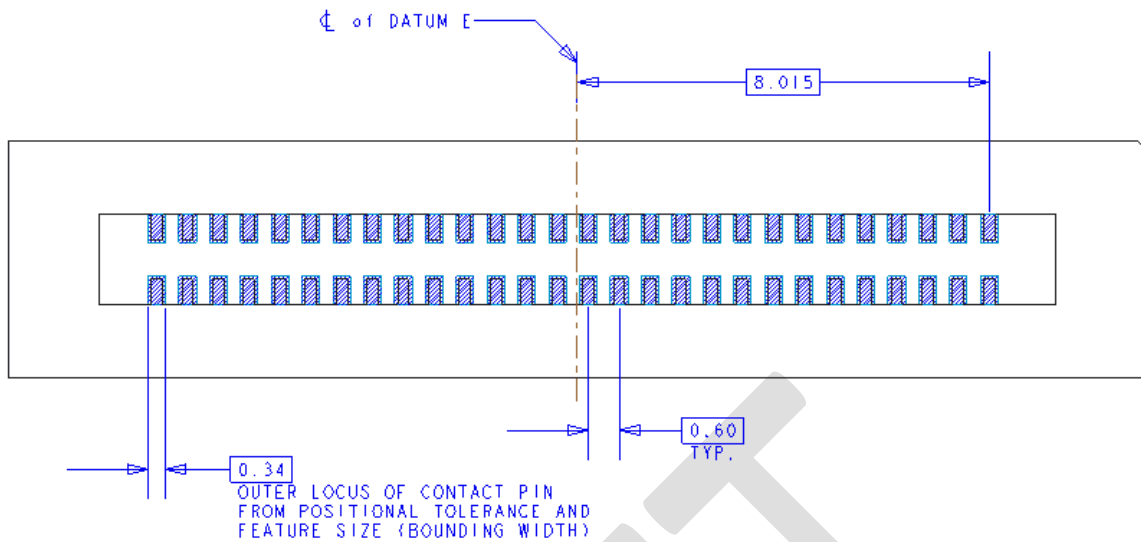 ℄ of DATUM E
8.015
0.60
TYP.
0.34
OUTER LOCUS OF CONTACT PIN
FROM POSITIONAL TOLERANCE AND
FEATURE SIZE (BOUNDING WIDTH)